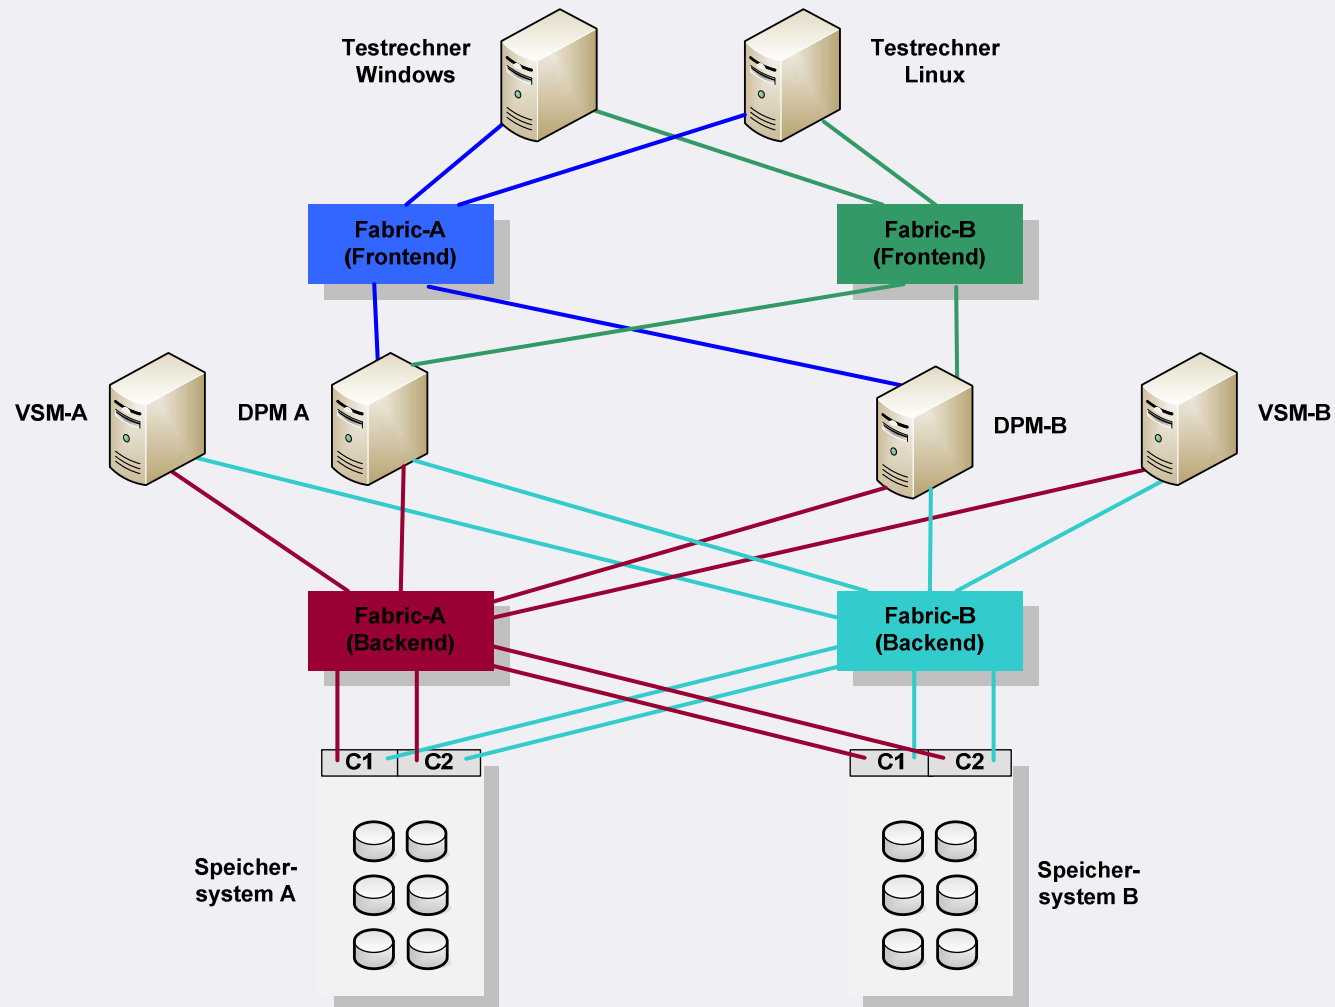 Testrechner
Windows
Testrechner
Linux
Fabric-A
(Frontend)
Fabric-B
(Frontend)
VSM-A
DPM A
DPM-B
VSM-B
Fabric-A
(Backend)
Fabric-B
(Backend)
C1
C2
C1
C2
Speicher-
system A
Speicher-
system B